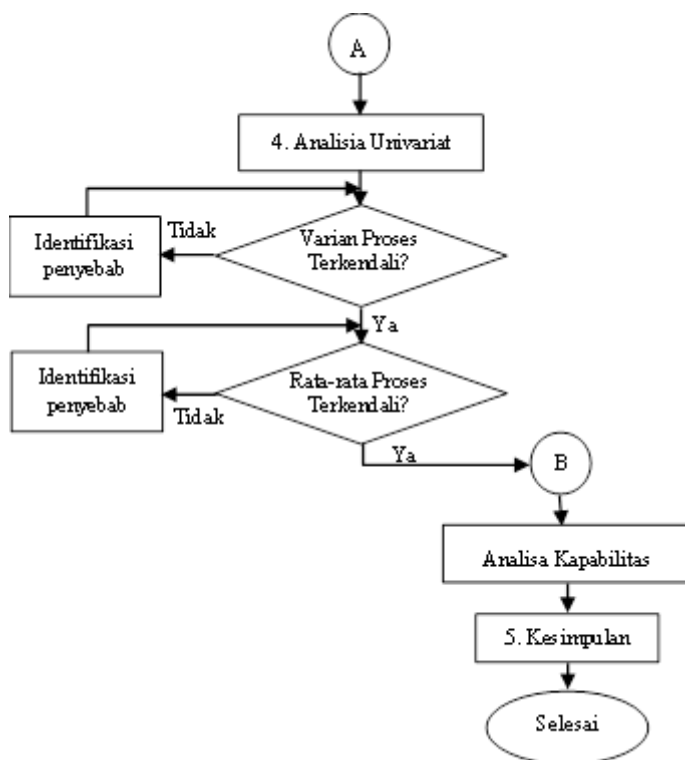 A
4. Analisia Univariat
Tidak
Identifikasi
penyebab
Varian Proses
Terkendali?
Ya
Identifikasi
penyebab
Tidak
Rata-rata Proses
Terkendali?
Ya
B
Analisa Kapabilitas
5. Kesimpulan
Selesai